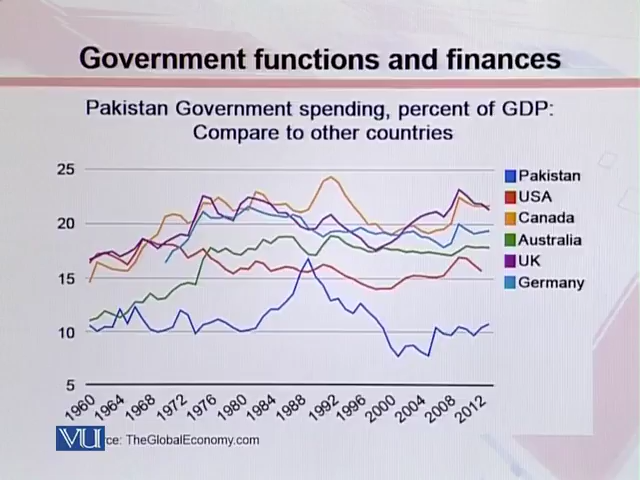 Government functions and finances
Pakistan Government spending, percent of GDP:
Compare to other countries
25
20
15
10
5
1960 1964 1968 1972 1976 1980 1984 1988 1992 1996 2000 2004 2008 2012
Pakistan
USA
Canada
Australia
UK
Germany
VU
ce: TheGlobalEconomy.com